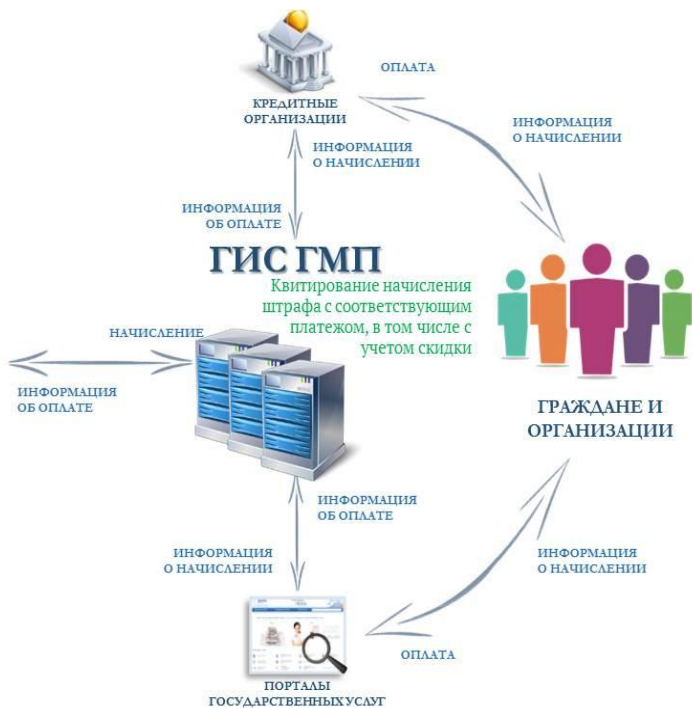 ОПЛАТА
КРЕДИТНЫЕ
ОРГАНИЗАЦИИ
ИНФОРМАЦИЯ
О НАЧИСЛЕНИИ
ИНФОРМАЦИЯ
О НАЧИСЛЕНИИ
ИНФОРМАЦИЯ
ОБ ОПЛАТЕ
ГИС ГМП
Квитирование начисления
штрафа с соответствующим
платежом, в том числе с
учетом скидки
НАЧИСЛЕНИЕ
ИНФОРМАЦИЯ
ОБ ОПЛАТЕ
ГРАЖДАНЕ И
ОРГАНИЗАЦИИ
ИНФОРМАЦИЯ
ОБ ОПЛАТЕ
ИНФОРМАЦИЯ
О НАЧИСЛЕНИИ
ИНФОРМАЦИЯ
О НАЧИСЛЕНИИ
ОПЛАТА
ПОРТАЛЫ
ГОСУДАРСТВЕННЫХ УСЛУГ